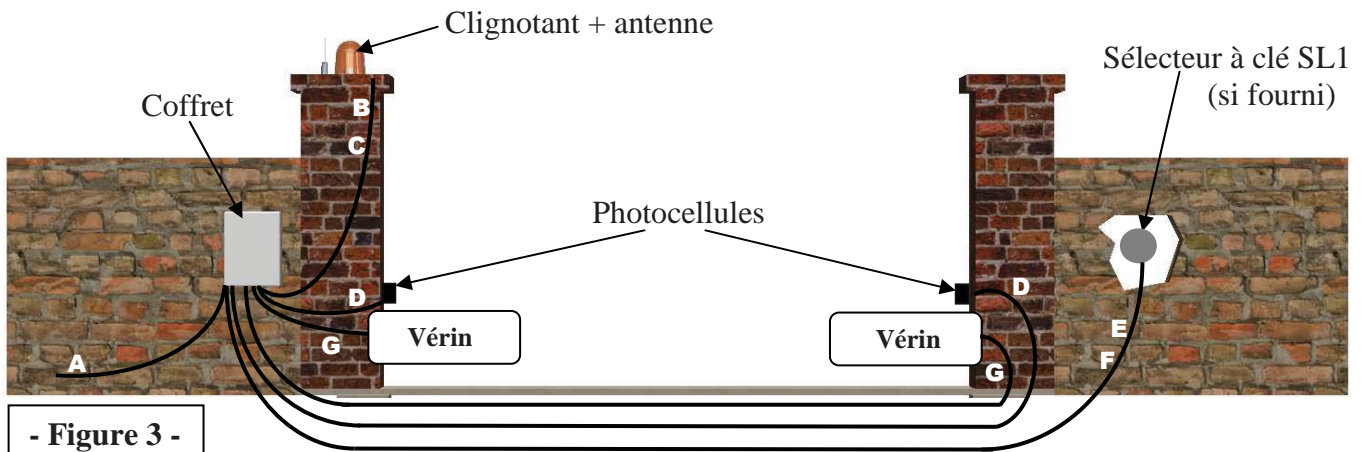 Clignotant + antenne
Sélecteur à clé SL1
(si fourni)
Coffret
B
C
Photocellules
D
D
G
Vérin
Vérin
E
F
G
A
- Figure 3 -